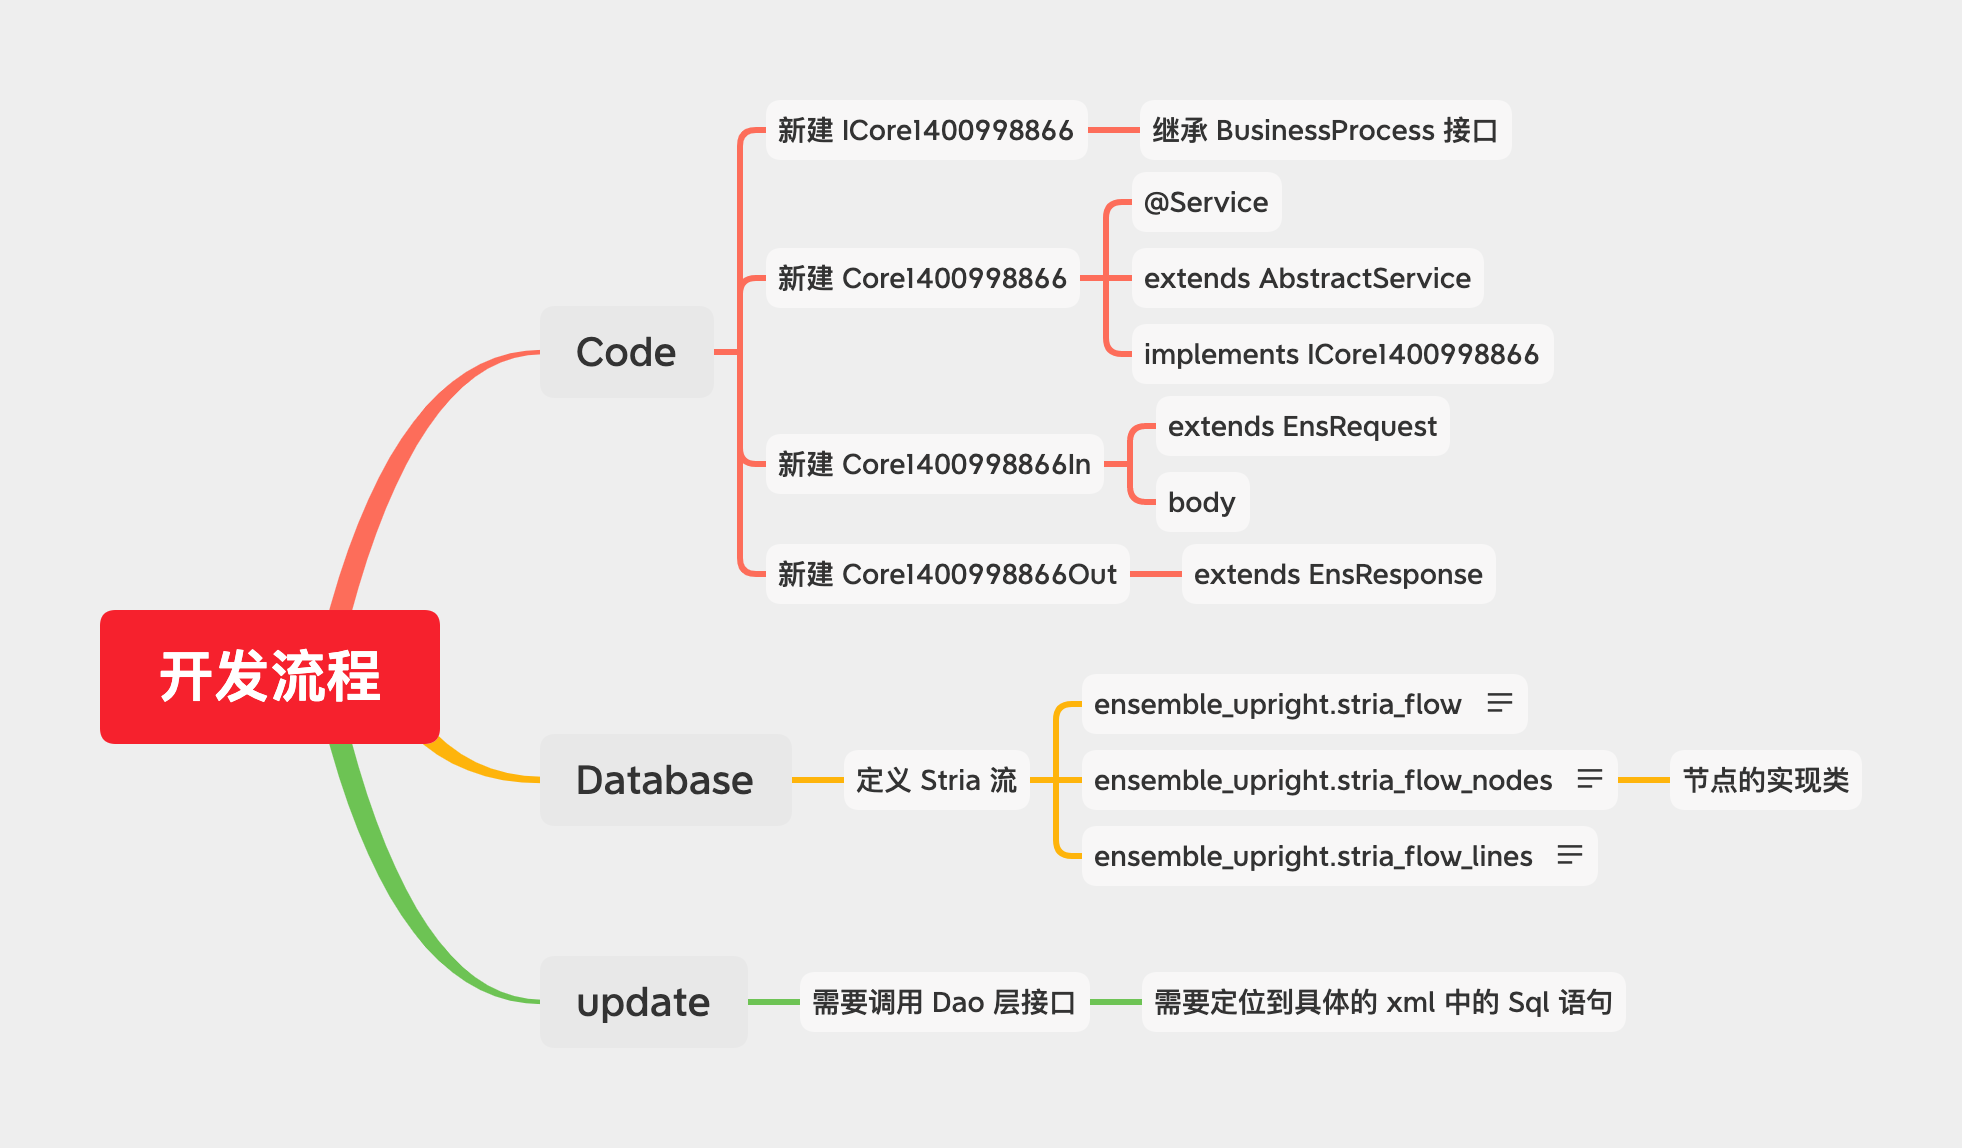 开发流程
Code
新建 ICore1400998866
继承 BusinessProcess 接口
新建 Core1400998866
@Service
extends AbstractService
implements ICore1400998866
新建 Core1400998866In
extends EnsRequest
body
新建 Core1400998866Out
extends EnsResponse
Database
定义 Stria 流
ensemble_upright.stria_flow
ensemble_upright.stria_flow_nodes
节点的实现类
ensemble_upright.stria_flow_lines
update
需要调用 Dao 层接口
需要定位到具体的 xml 中的 Sql 语句